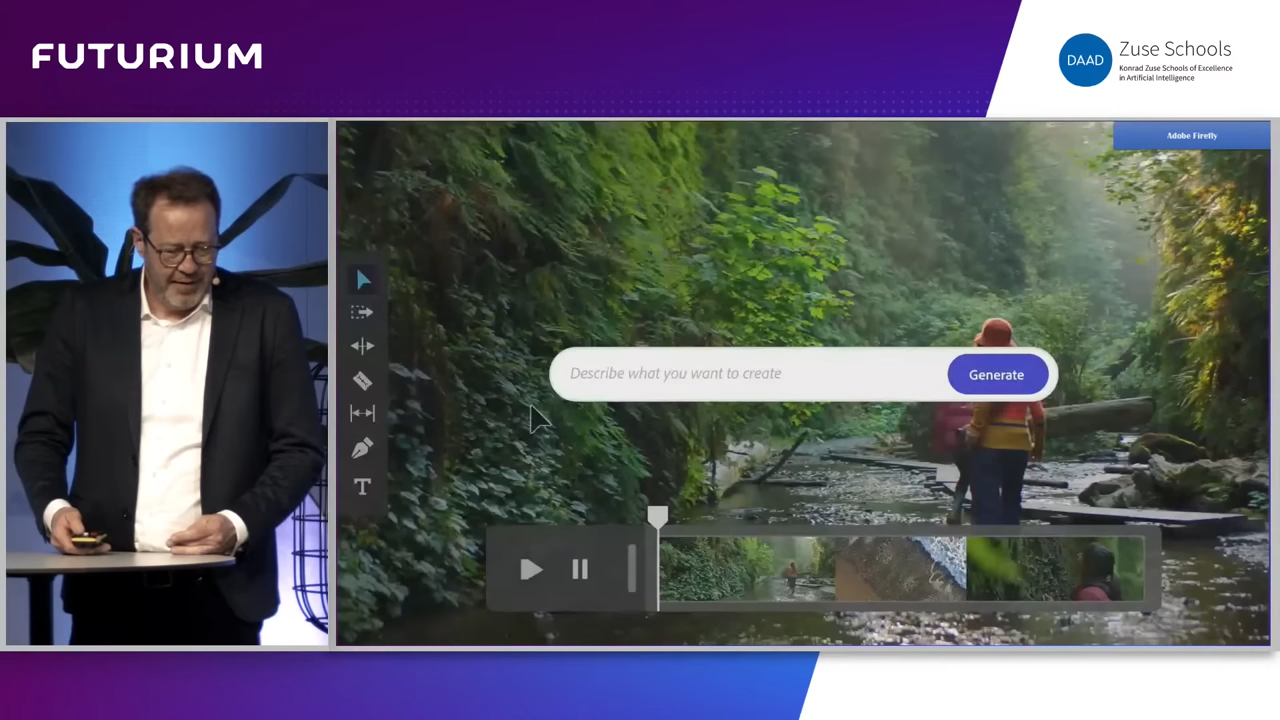 FUTURIUM
DAAD
Zuse Schools
Konrad Zuse Schools of Excellence
in Artificial Intelligence
Adobe Firefly
Describe what you want to create
Generate
T